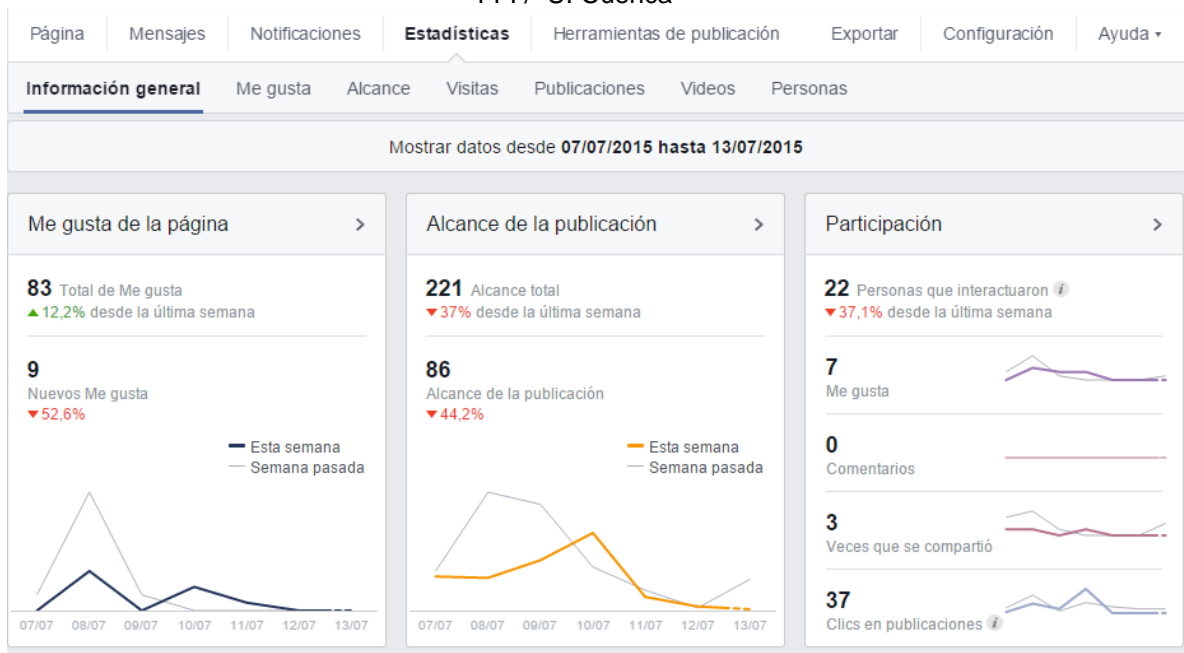 Página Mensajes Notificaciones Estadísticas Herramientas de publicación Exportar Configuración Ayuda
Información general Me gusta Alcance Visitas Publicaciones Videos Personas
Mostrar datos desde 07/07/2015 hasta 13/07/2015
Me gusta de la página
83 Total de Me gusta
12,2% desde la última semana
9
Nuevos Me gusta
52,6%
Esta semana
Semana pasada
07/07 08/07 09/07 10/07 11/07 12/07 13/07
Alcance de la publicación
221 Alcance total
37% desde la última semana
86
Alcance de la publicación
44,2%
Esta semana
Semana pasada
07/07 08/07 09/07 10/07 11/07 12/07 13/07
Participación
22 Personas que interactuaron
37,1% desde la última semana
7
Me gusta
0
Comentarios
3
Veces que se compartió
37
Clics en publicaciones